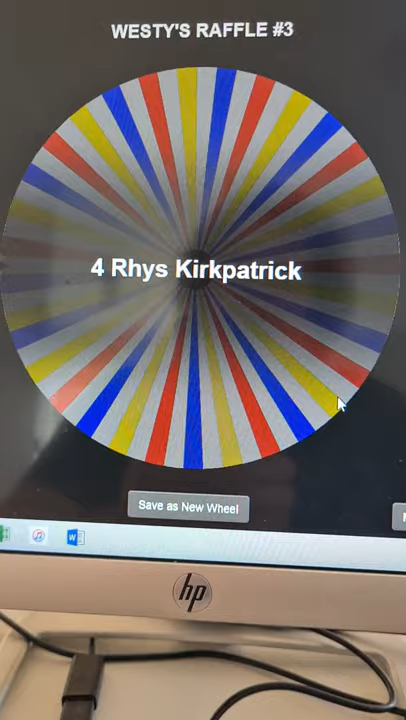 WESTY'S RAFFLE #3
4 Rhys Kirkpatrick
Save as New Wheel
W
hp